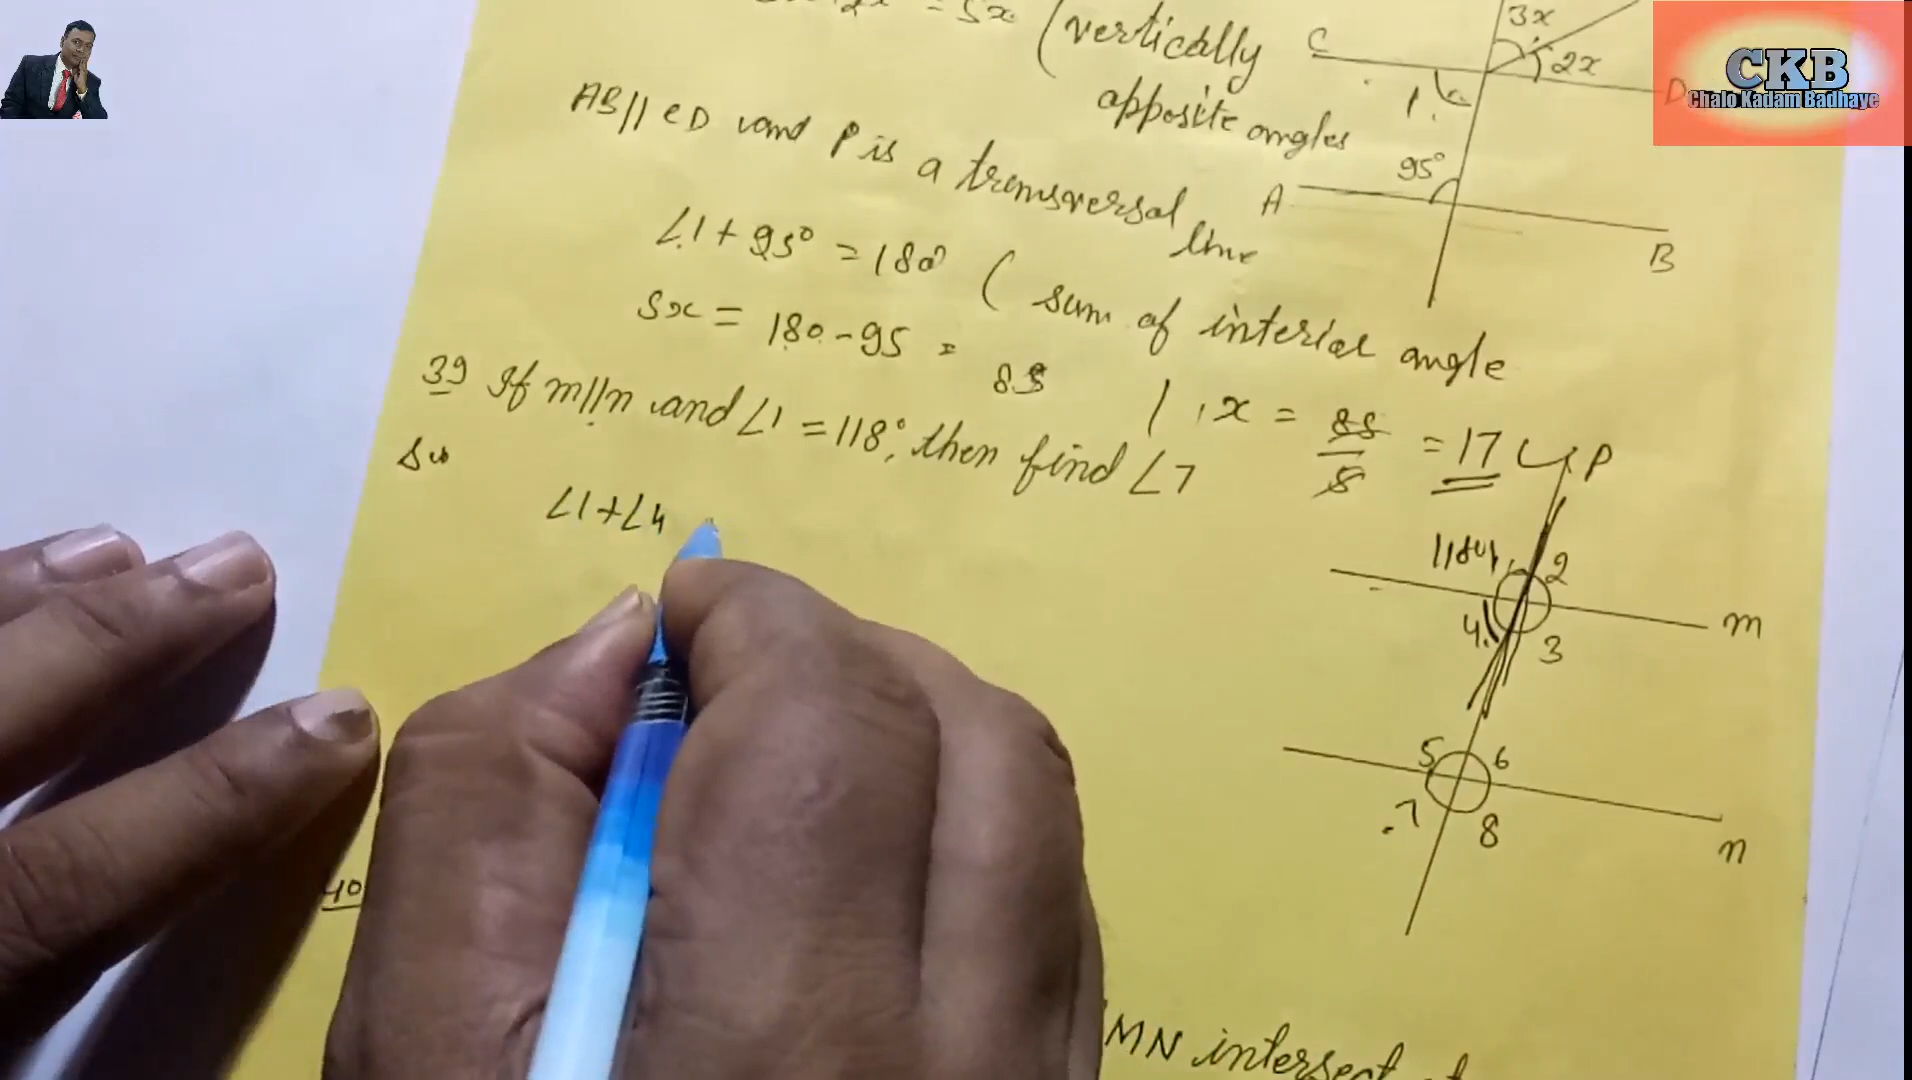 = 5x (vertically
opposite angles
AB//CD and P is a transversal
line
∠1+95° = 180 ( sum of interior angle
5x = 180-95 = 85
| , x = 85/5 = 17
39 If m//n and ∠1 = 118°, then find ∠7
∠1+∠4
40
MN intersect
C
3x
2x
D
1
95°
A
B
P
118°
1
2
m
4
3
5
6
7
8
n
CKB
Chalo Kadam Badhaye